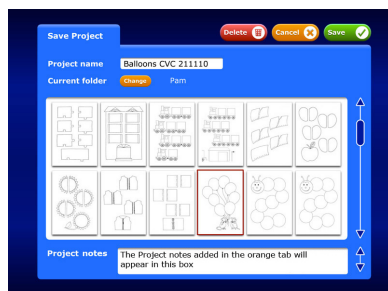 Save Project
Delete
Cancel
Save
Project name
Balloons CVC 211110
Current folder
Change
Pam
Project notes
The Project notes added in the orange tab will
appear in this box